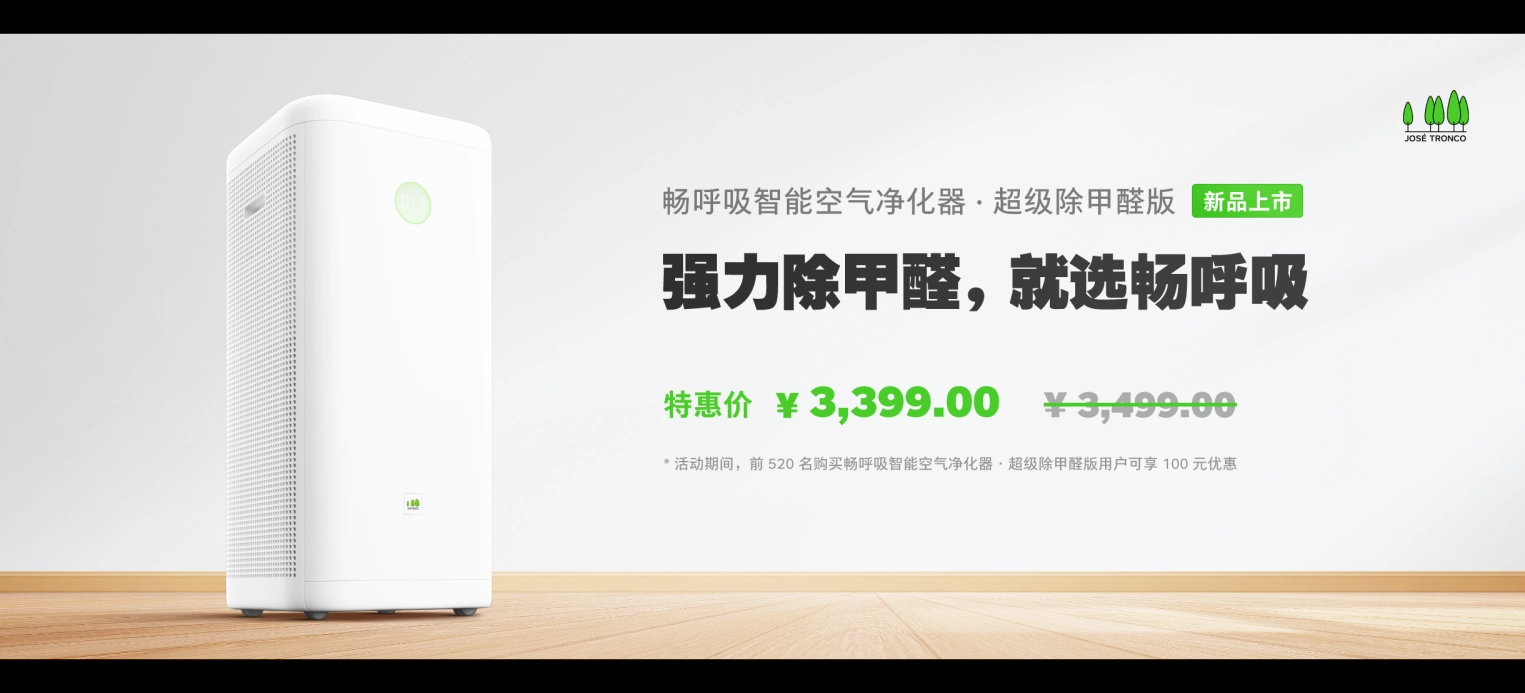 JOSÉ TRONCO
畅呼吸智能空气净化器 · 超级除甲醛版 新品上市
强力除甲醛，就选畅呼吸
特惠价 ¥ 3,399.00 ¥ 3,499.00
* 活动期间，前 520 名购买畅呼吸智能空气净化器 · 超级除甲醛版用户可享 100 元优惠